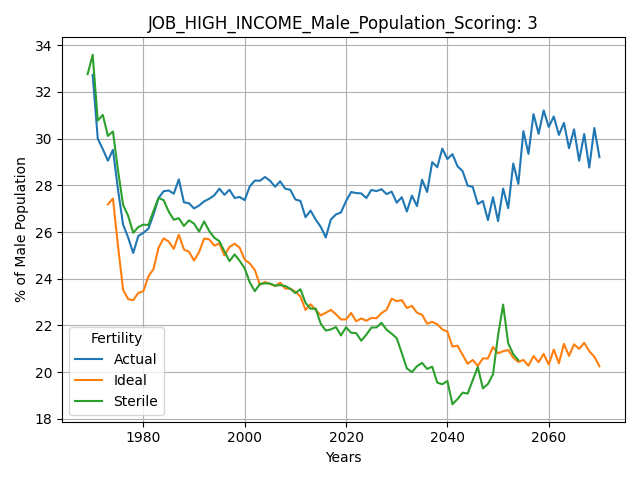 JOB_HIGH_INCOME_Male_Population_Scoring: 3
34
32
30
28
26
24
22
20
18
% of Male Population
Fertility
Actual
Ideal
Sterile
1980 2000 2020 2040 2060
Years